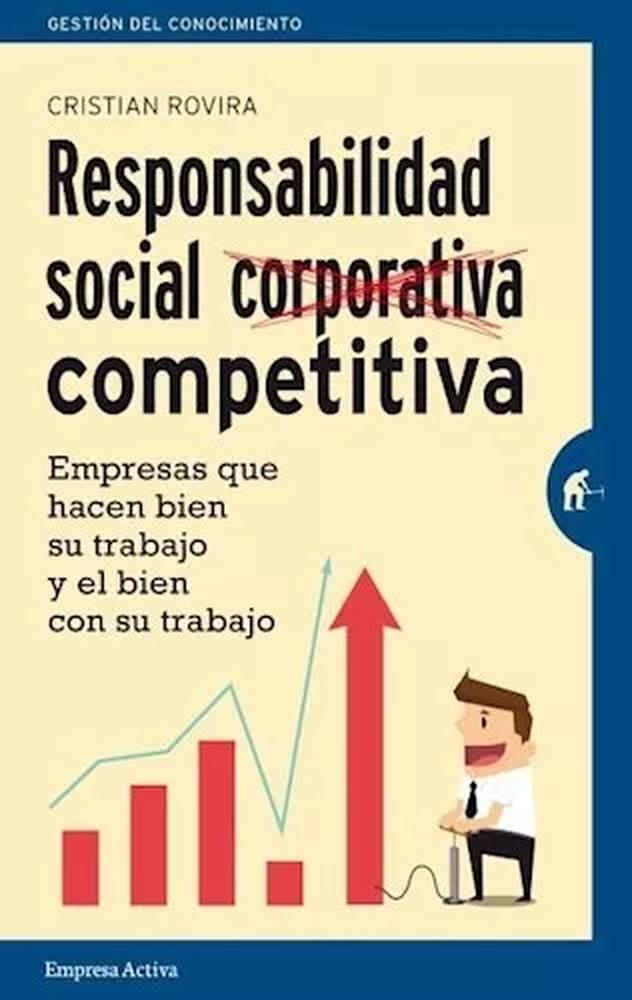 GESTIÓN DEL CONOCIMIENTO
CRISTIAN ROVIRA
Responsabilidad
social corporativa
competitiva
Empresas que
hacen bien
su trabajo
y el bien
con su trabajo
Empresa Activa